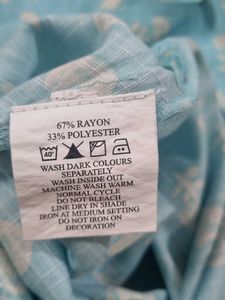 67% RAYON
33% POLYESTER
40°
WASH DARK COLOURS
SEPARATELY
WASH INSIDE OUT
MACHINE WASH WARM
NORMAL CYCLE
DO NOT BLEACH
LINE DRY IN SHADE
IRON AT MEDIUM SETTING
DO NOT IRON ON
DECORATION